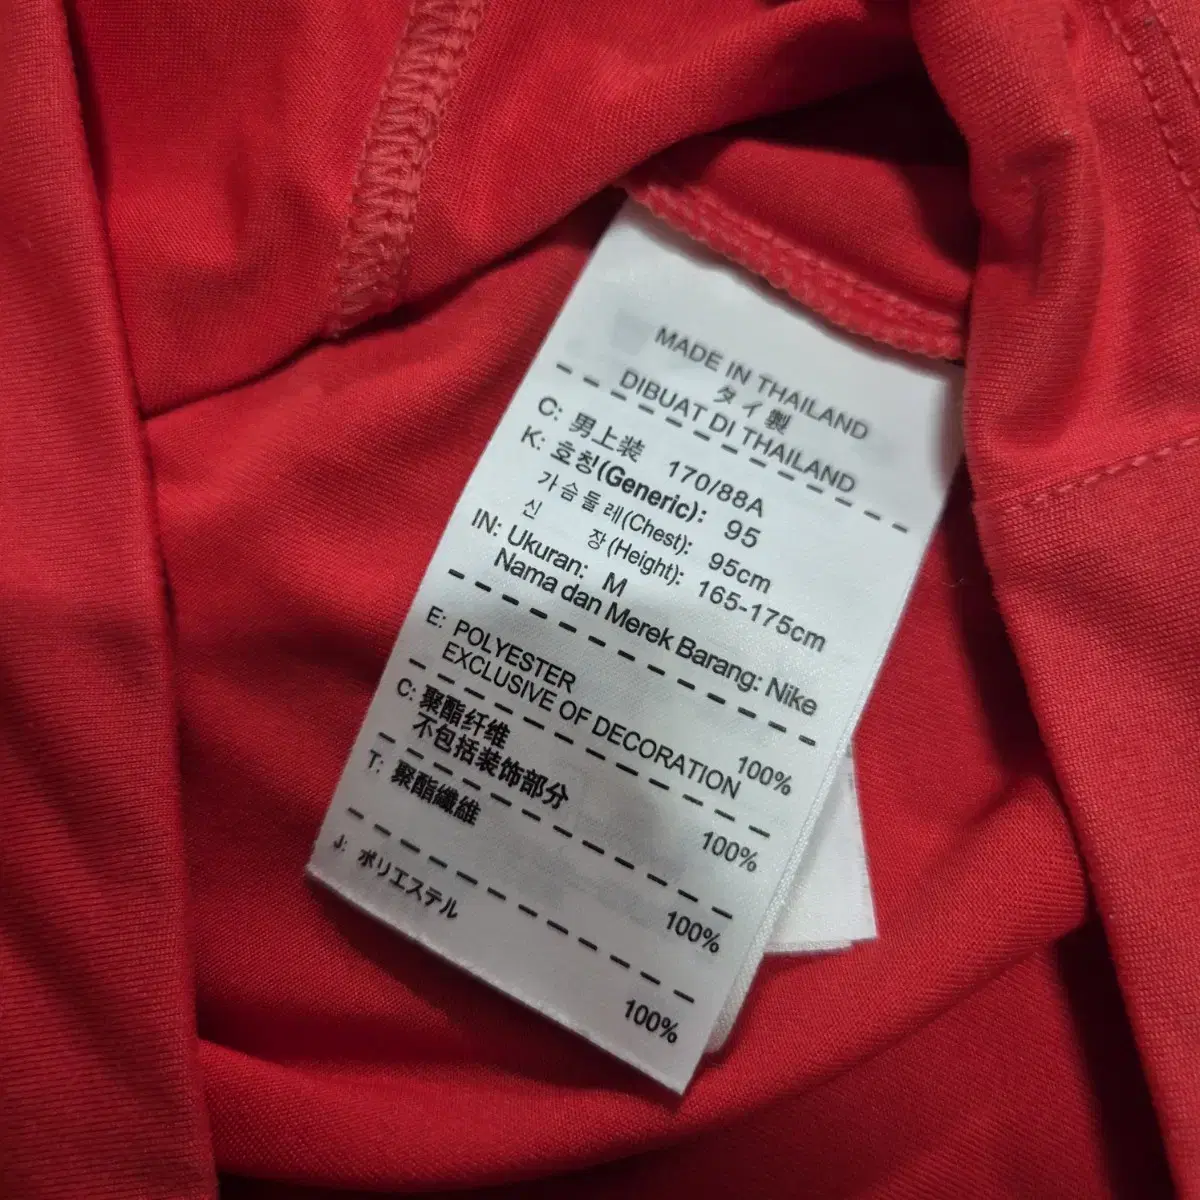 MADE IN THAILAND
タイ製
DIBUAT DI THAILAND
C: 男上装 170/88A
K: 호칭(Generic): 95
가슴둘레(Chest): 95cm
신 장(Height): 165-175cm
IN: Ukuran: M
Nama dan Merek Barang: Nike
E: POLYESTER 100%
EXCLUSIVE OF DECORATION
C: 聚酯纤维 100%
不包括装饰部分
T: 聚酯纖維 100%
J: ポリエステル 100%